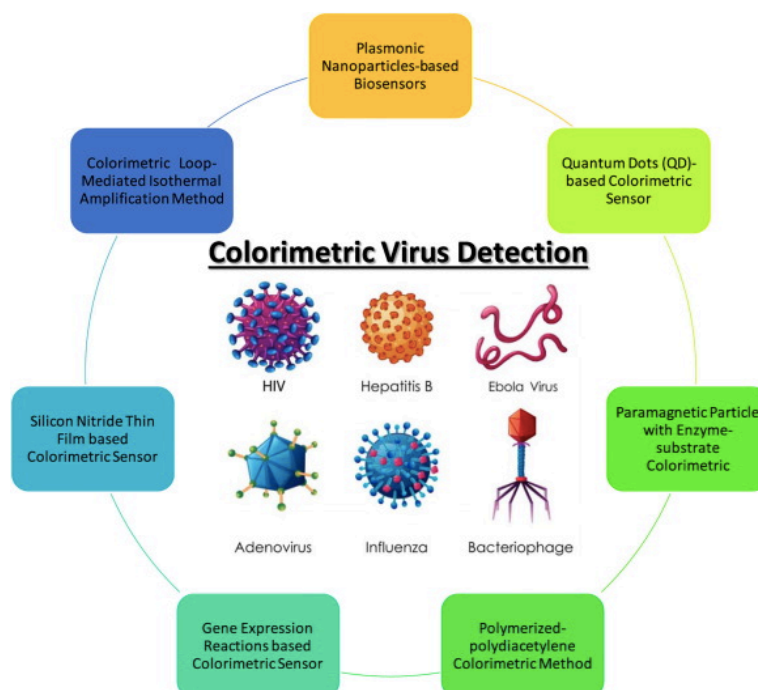 Plasmonic
Nanoparticles-based
Biosensors
Colorimetric Loop-
Mediated Isothermal
Amplification Method
Quantum Dots (QD)-
based Colorimetric
Sensor
Colorimetric Virus Detection
HIV
Hepatitis B
Ebola Virus
Silicon Nitride Thin
Film based
Colorimetric Sensor
Paramagnetic Particle
with Enzyme-
substrate
Colorimetric
Adenovirus
Influenza
Bacteriophage
Gene Expression
Reactions based
Colorimetric Sensor
Polymerized-
polydiacetylene
Colorimetric Method